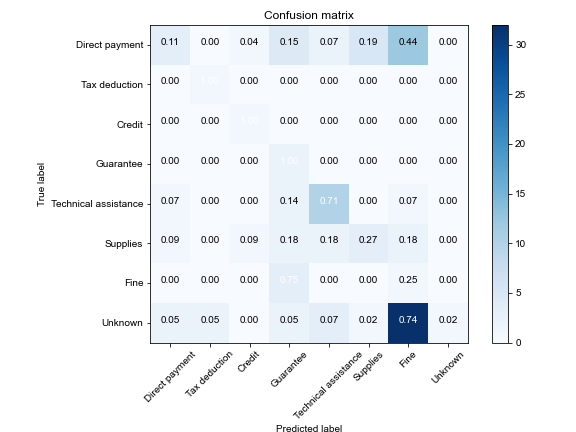 Confusion matrix
Direct payment 0.11 0.00 0.04 0.15 0.07 0.19 0.44 0.00
Tax deduction 0.00 0.00 0.00 0.00 0.00 0.00 0.00
Credit 0.00 0.00 0.00 0.00 0.00 0.00 0.00
Guarantee 0.00 0.00 0.00 1.00 0.00 0.00 0.00 0.00
Technical assistance 0.07 0.00 0.00 0.14 0.71 0.00 0.07 0.00
Supplies 0.09 0.00 0.09 0.18 0.18 0.27 0.18 0.00
Fine 0.00 0.00 0.00 0.75 0.00 0.00 0.25 0.00
Unknown 0.05 0.05 0.00 0.05 0.07 0.02 0.74 0.02
Direct payment Tax deduction Credit Guarantee Technical assistance Supplies Fine Unknown
Predicted label
True label
30
25
20
15
10
5
0